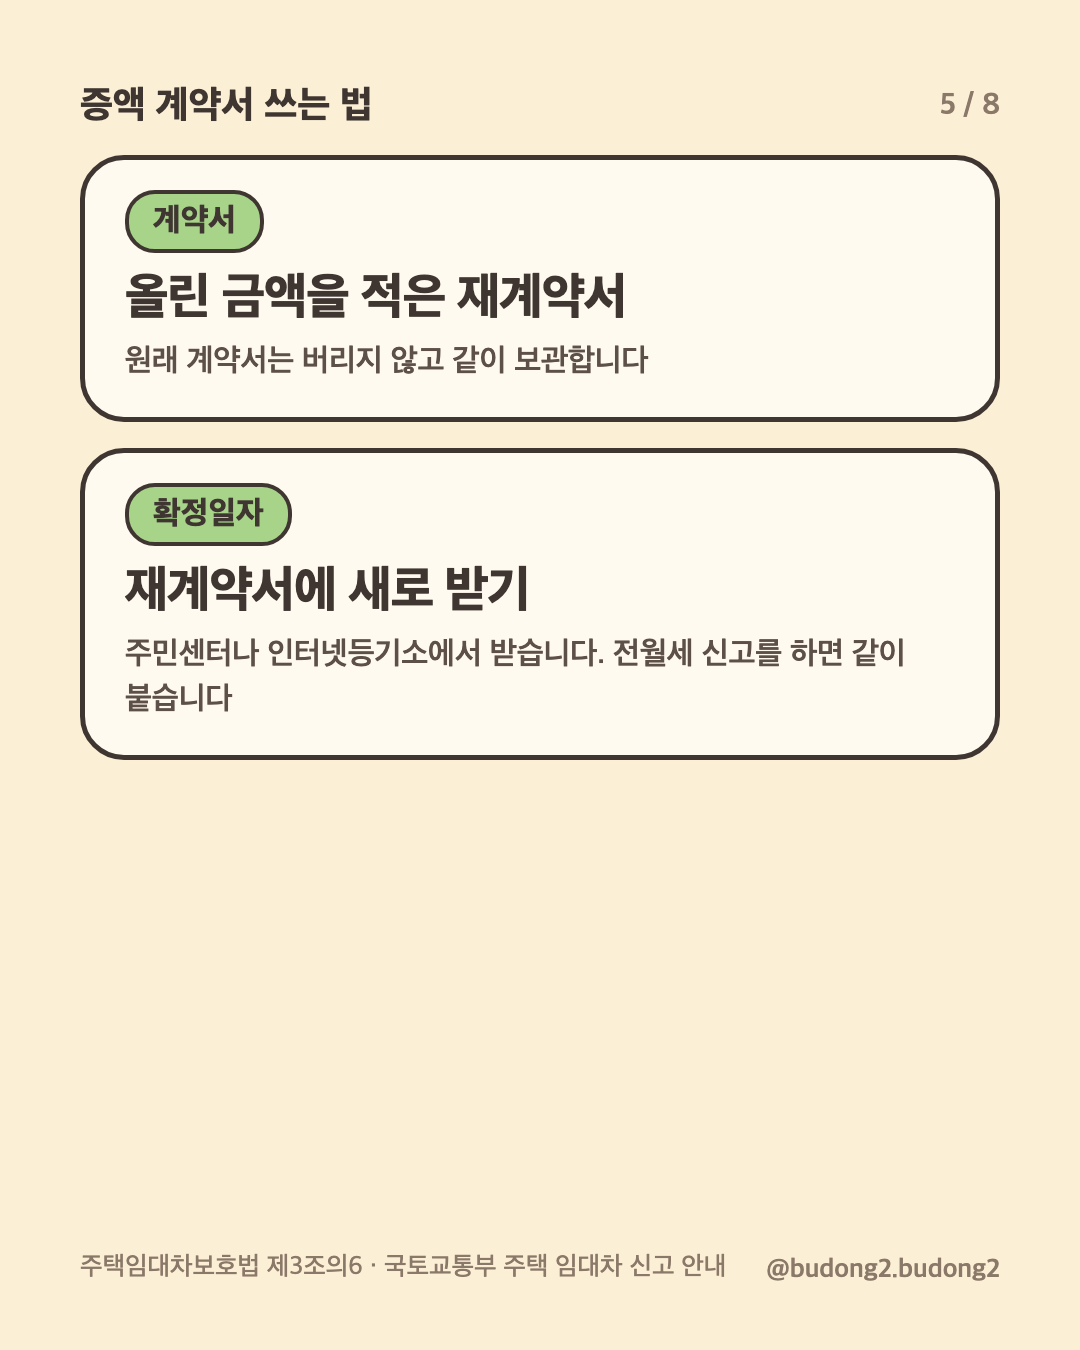 증액 계약서 쓰는 법
5 / 8
계약서
올린 금액을 적은 재계약서
원래 계약서는 버리지 않고 같이 보관합니다
확정일자
재계약서에 새로 받기
주민센터나 인터넷등기소에서 받습니다. 전월세 신고를 하면 같이
붙습니다
주택임대차보호법 제3조의6 · 국토교통부 주택 임대차 신고 안내
@budong2.budong2